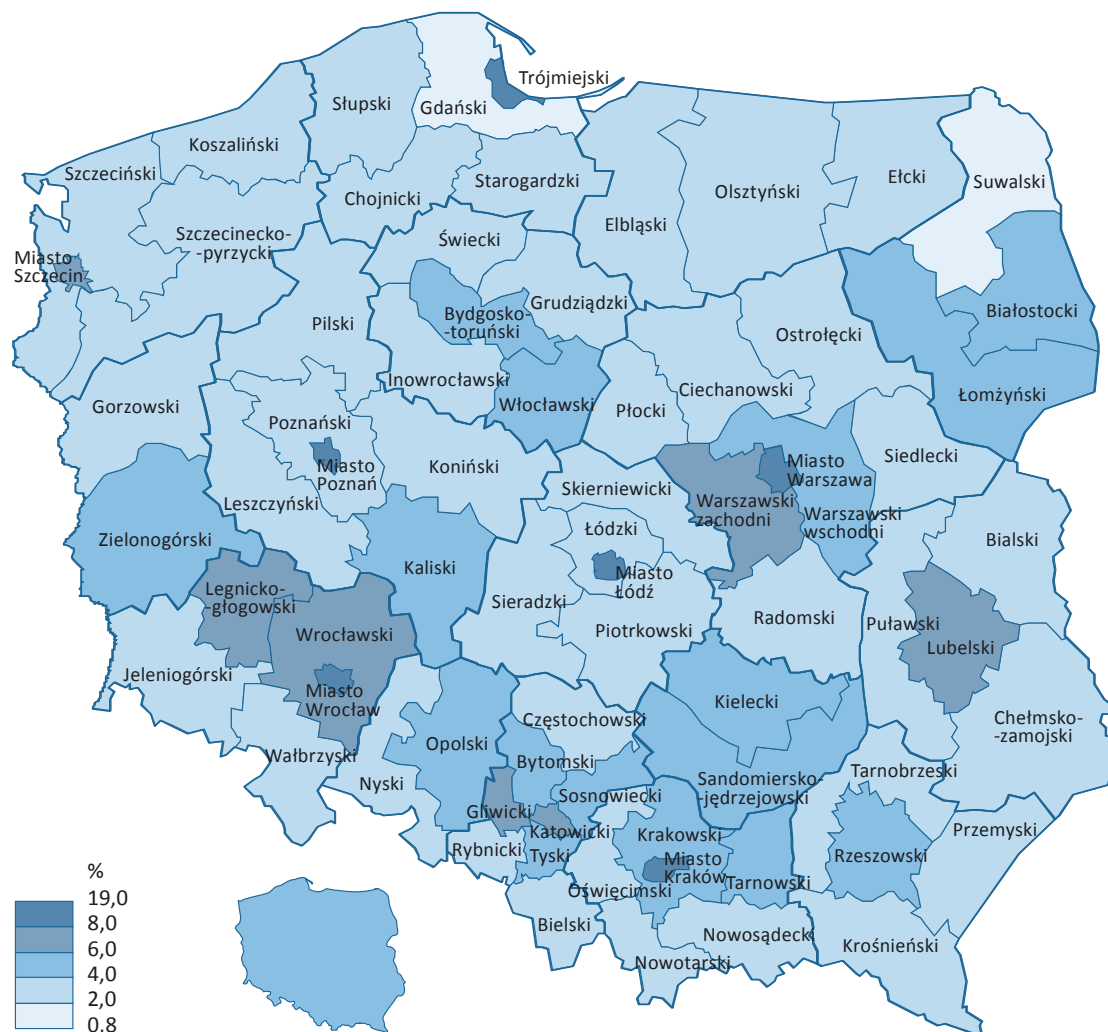 Trójmiejski
Słupski
Gdański
Koszaliński
Szczeciński
Starogardzki
Ełcki
Suwalski
Olsztyński
Chojnicki
Elbląski
Szczecinecko-
-pyrzycki
Świecki
Miasto
Szczecin
Grudziądzki
Bydgosko-
-toruński
Białostocki
Pilski
Ostrołęcki
Inowrocławski
Ciechanowski
Włocławski
Płocki
Łomżyński
Gorzowski
Poznański
Miasto
Poznań
Koniński
Miasto
Warszawa
Siedlecki
Skierniewicki
Warszawski
zachodni
Leszczyński
Łódzki
Warszawski
wschodni
Zielonogórski
Bialski
Kaliski
Miasto
Łódź
Legnicko-
-głogowski
Sieradzki
Radomski
Puławski
Wrocławski
Piotrkowski
Lubelski
Jeleniogórski
Miasto
Wrocław
Kielecki
Częstochowski
Chełmsko-
-zamojski
Opolski
Wałbrzyski
Bytomski
Nyski
Tarnobrzeski
Sandomiersko-
-jędrzejowski
Sosnowiecki
Gliwicki
Katowicki
Krakowski
Przemyski
Rybnicki
Tyski
Miasto
Kraków
Rzeszowski
Oświęcimski
Tarnowski
Bielski
Nowosądecki
Krośnieński
Nowotarski
%
19,0
8,0
6,0
4,0
2,0
0,8